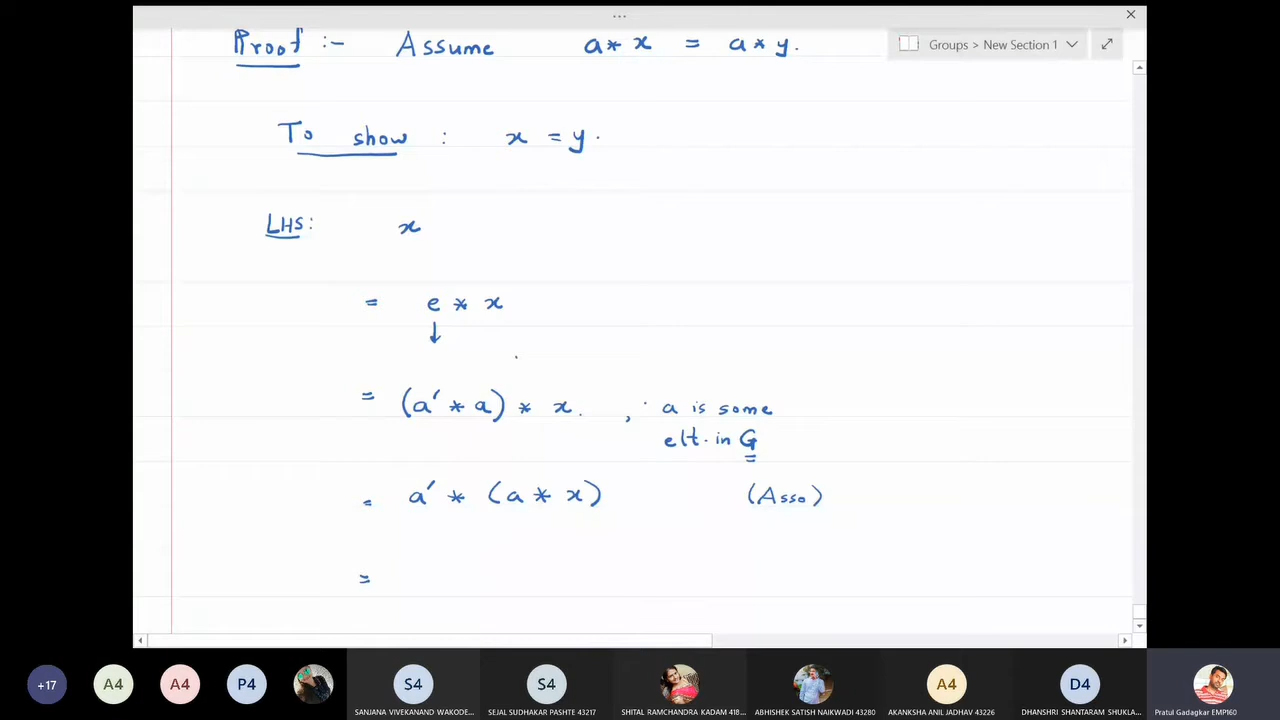 Proof :- Assume a * x = a * y.
Groups > New Section 1
To show : x = y.
LHS: x
= e * x
↓
= (a' * a) * x. , a is some
elt. in G
= a' * (a * x) (Asso)
=
+17 A4 A4 P4 S4 S4 A4 D4
SANJANA VIVEKANAND WAKODE... SEJAL SUDHAKAR PASHTE 43217 SHITAL RAMCHANDRA KADAM 418... ABHISHEK SATISH NAIKWADI 43280 AKANKSHA ANIL JADHAV 43226 DHANSHRI SHANTARAM SHUKLA... Pratul Gadagkar EMP160